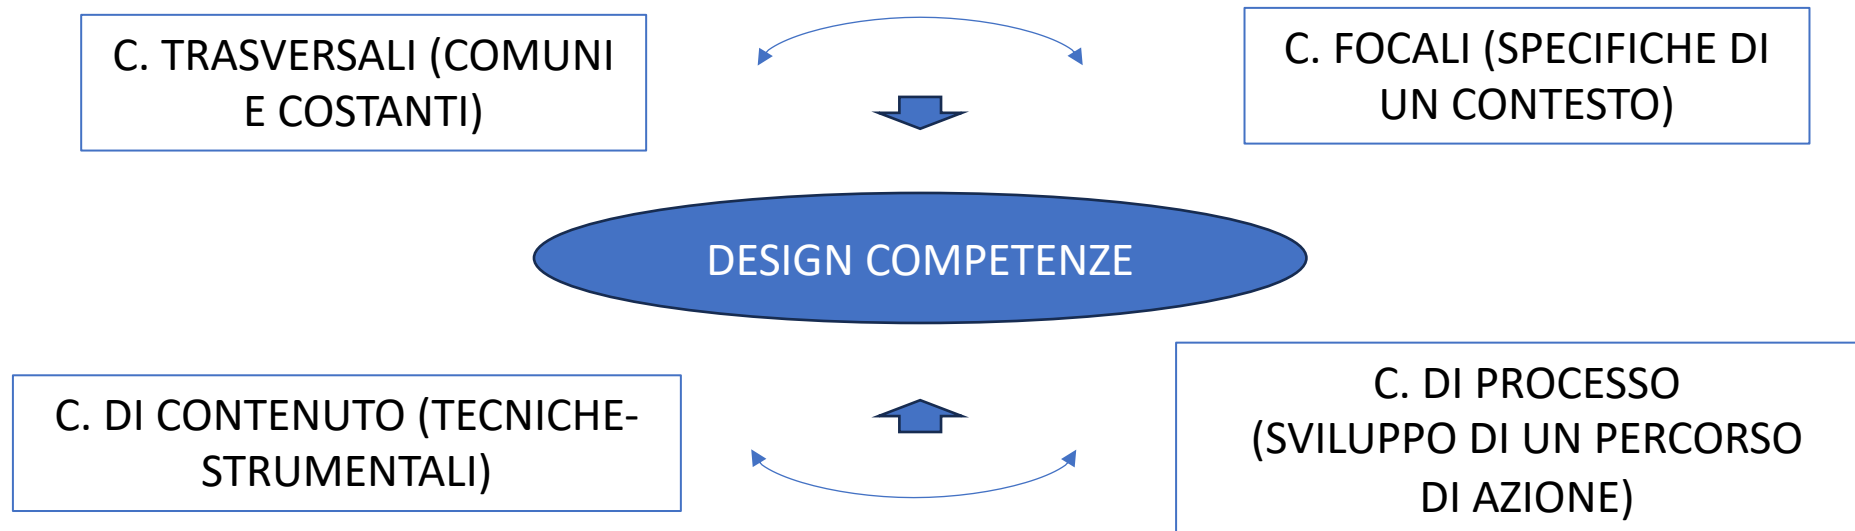 C. TRASVERSALI (COMUNI
E COSTANTI)
C. FOCALI (SPECIFICHE DI
UN CONTESTO)
DESIGN COMPETENZE
C. DI CONTENUTO (TECNICHE-
STRUMENTALI)
C. DI PROCESSO
(SVILUPPO DI UN PERCORSO
DI AZIONE)